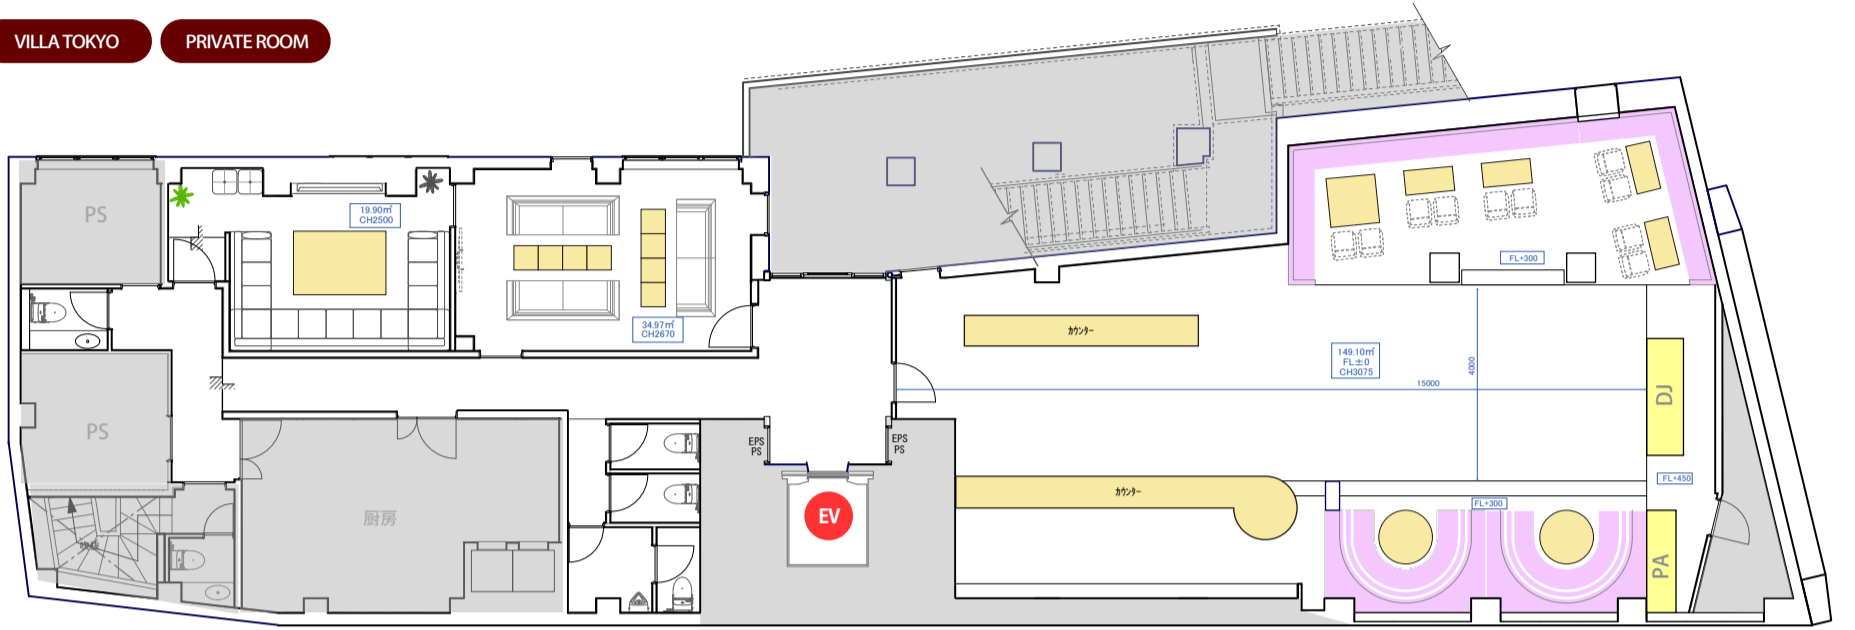 VILLA TOKYO
PRIVATE ROOM
PS
19.90㎡
CH2500
34.97㎡
CH2670
FL+300
カウンター
149.10㎡
FL±0
CH3075
4000
15000
DJ
PS
EPS
PS
EPS
PS
厨房
EV
カウンター
FL+450
FL+300
PA